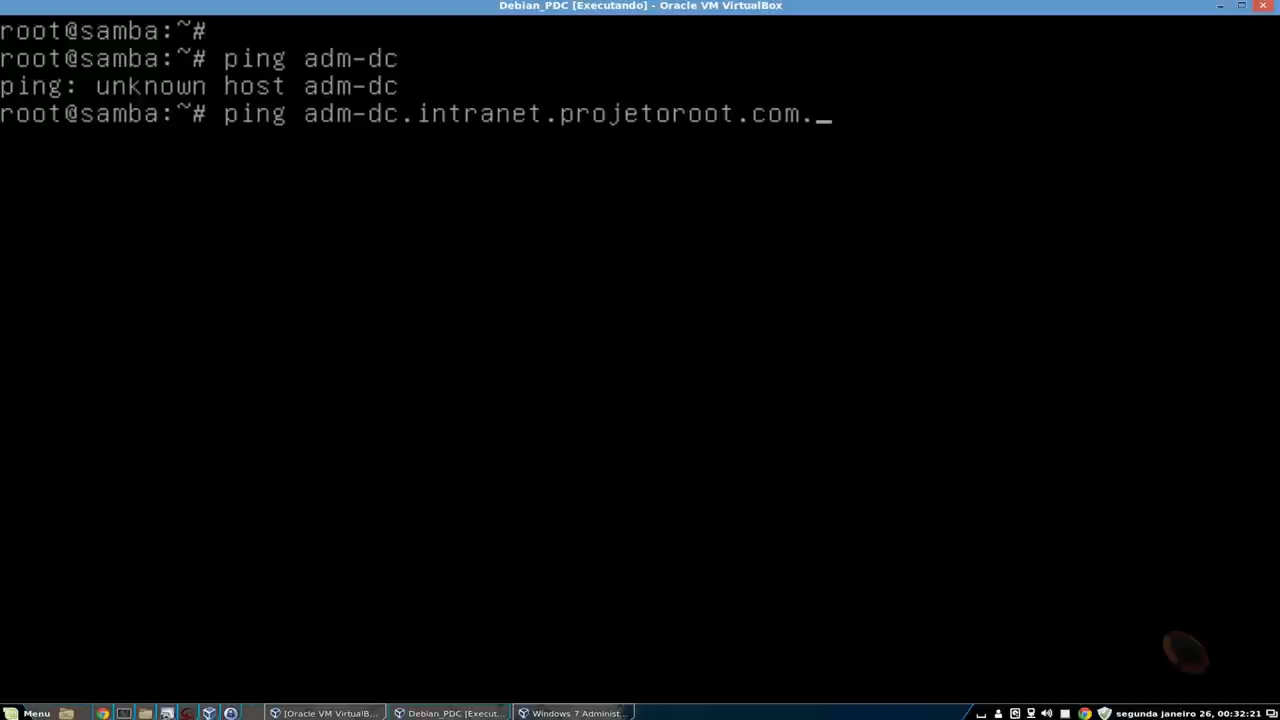 Debian_PDC [Executando] - Oracle VM VirtualBox
root@samba:~#
root@samba:~# ping adm-dc
ping: unknown host adm-dc
root@samba:~# ping adm-dc.intranet.projetoroot.com._
Menu [Oracle VM VirtualB... Debian_PDC [Execut... Windows 7 Administ... segunda janeiro 26, 00:32:21